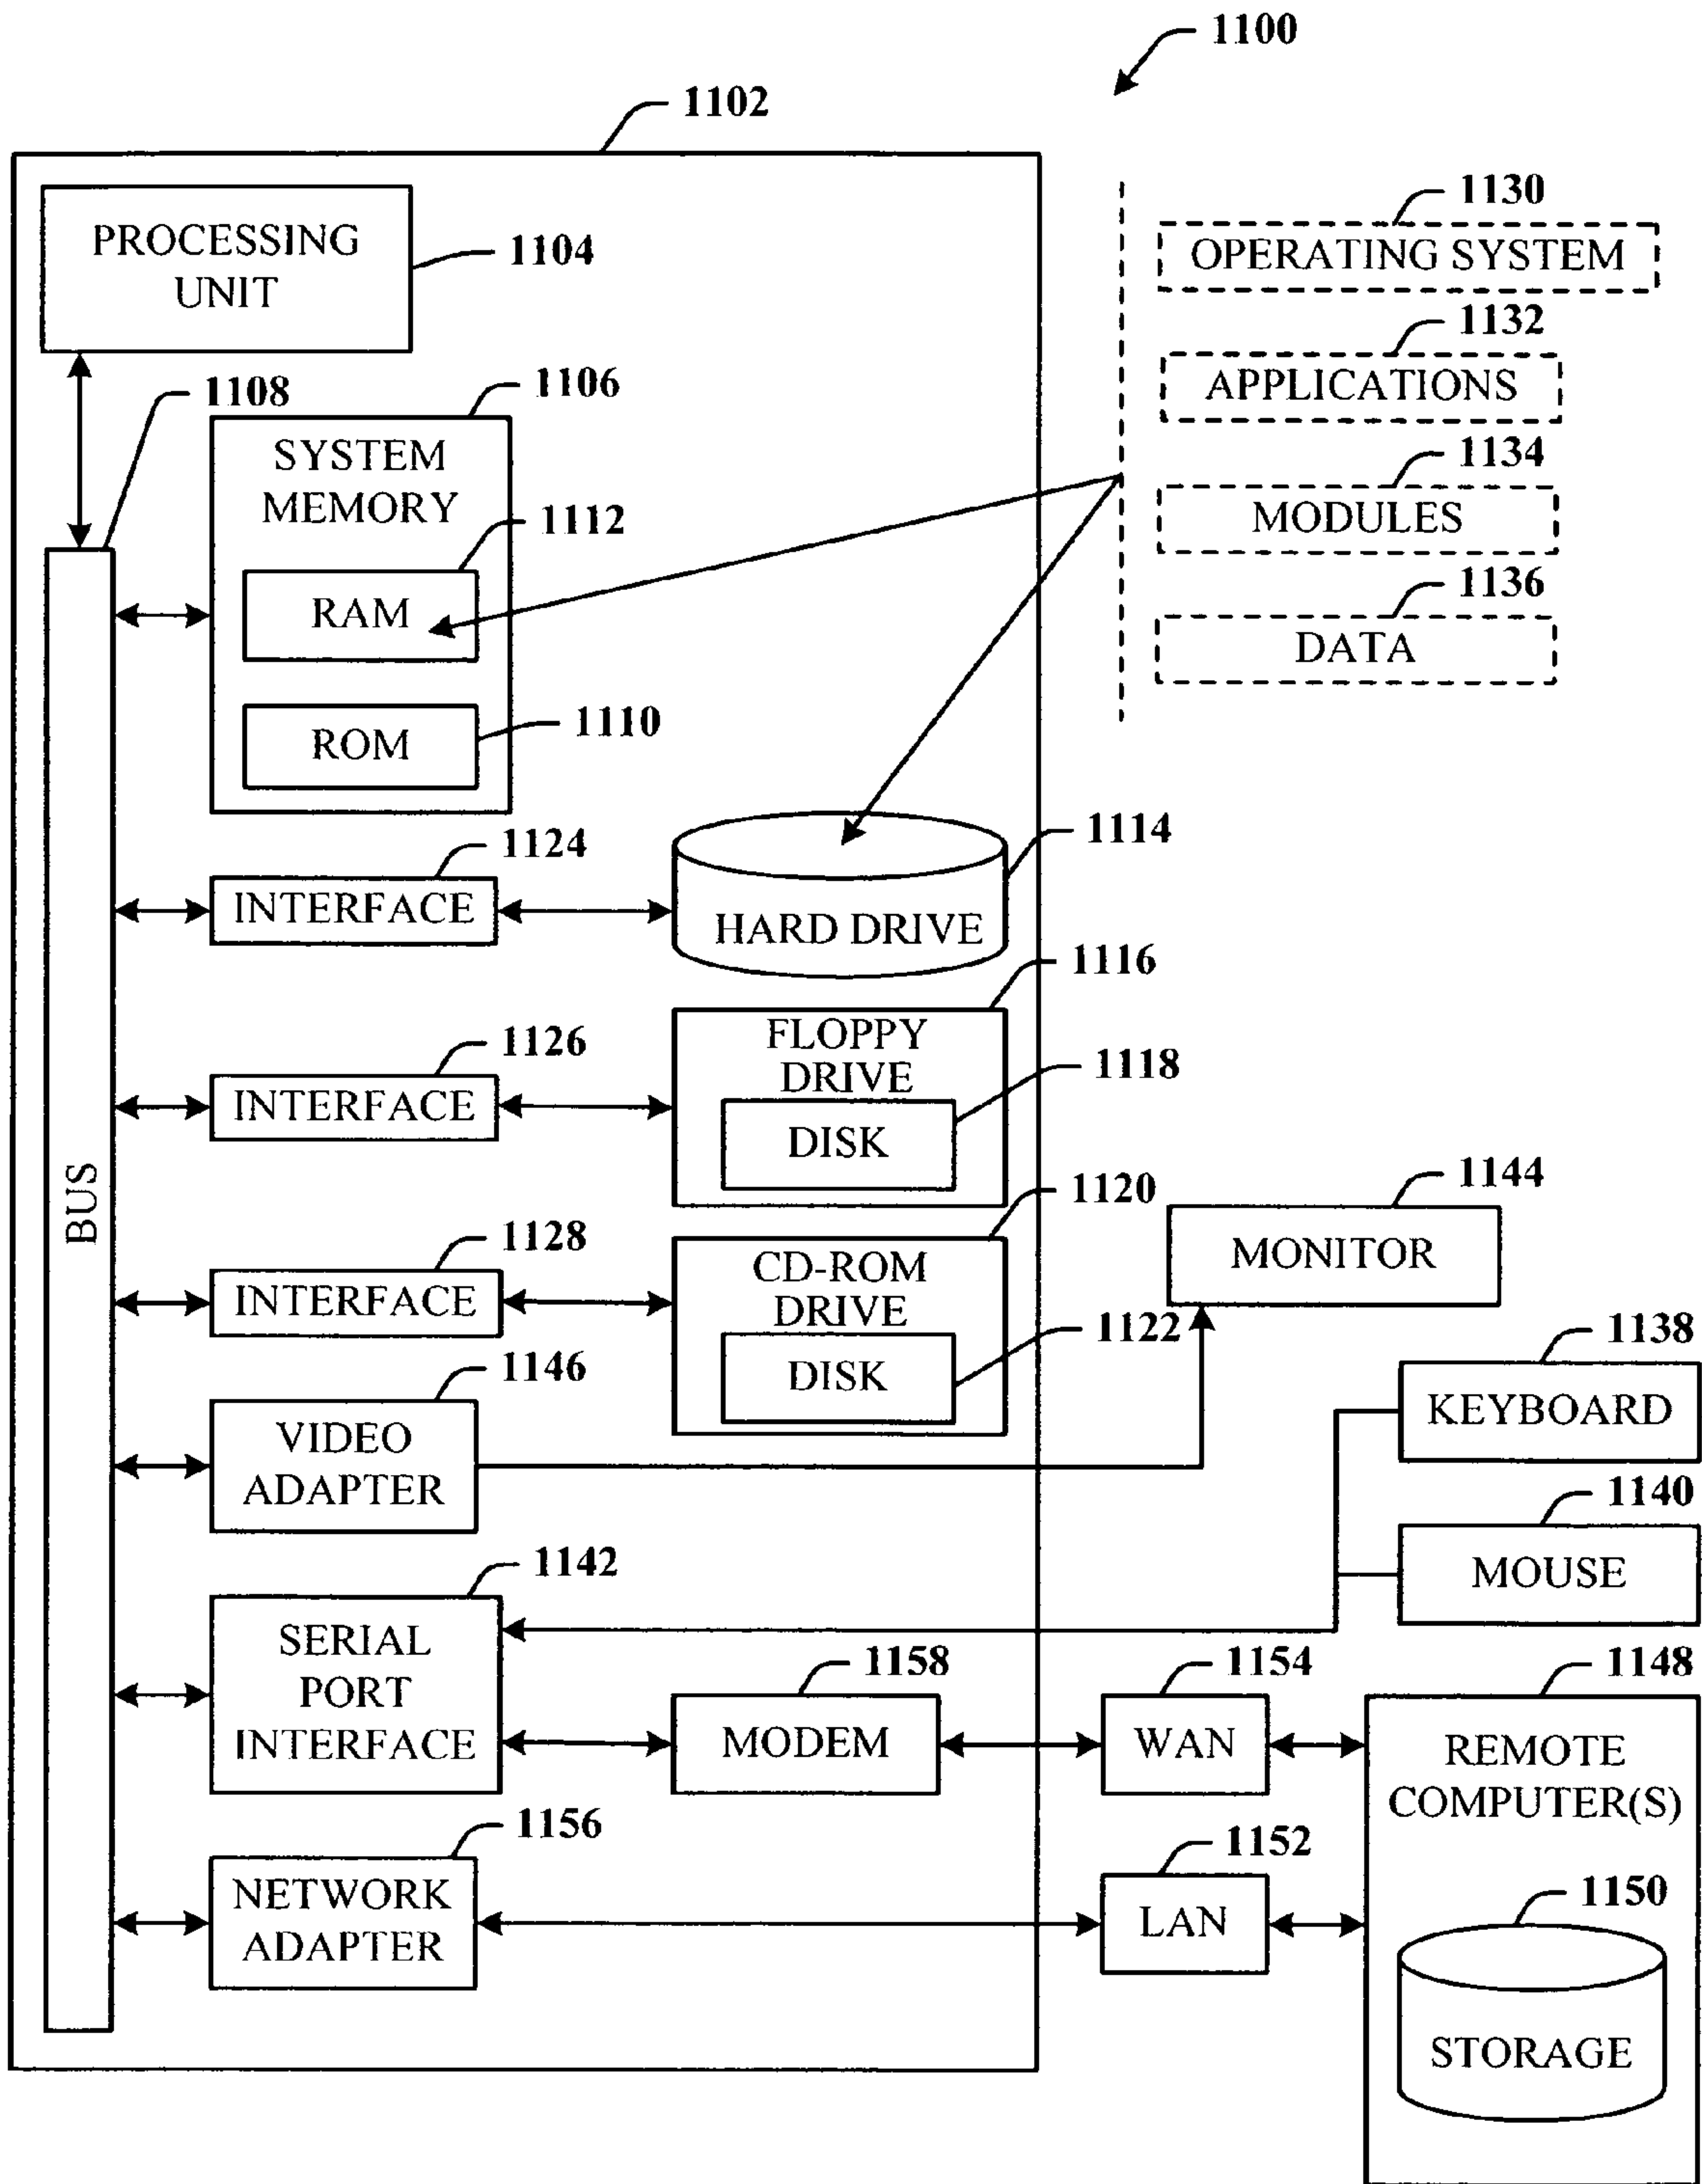 1100
1102
PROCESSING
UNIT
1104
1130
OPERATING SYSTEM
1132
APPLICATIONS
1134
MODULES
1136
DATA
1108
BUS
1106
SYSTEM
MEMORY
1112
RAM
1110
ROM
1124
INTERFACE
1114
HARD DRIVE
1126
INTERFACE
1116
FLOPPY
DRIVE
1118
DISK
1128
INTERFACE
1120
CD-ROM
DRIVE
1122
DISK
1144
MONITOR
1146
VIDEO
ADAPTER
1138
KEYBOARD
1140
MOUSE
1142
SERIAL
PORT
INTERFACE
1158
MODEM
1154
WAN
1148
REMOTE
COMPUTER(S)
1156
NETWORK
ADAPTER
1152
LAN
1150
STORAGE